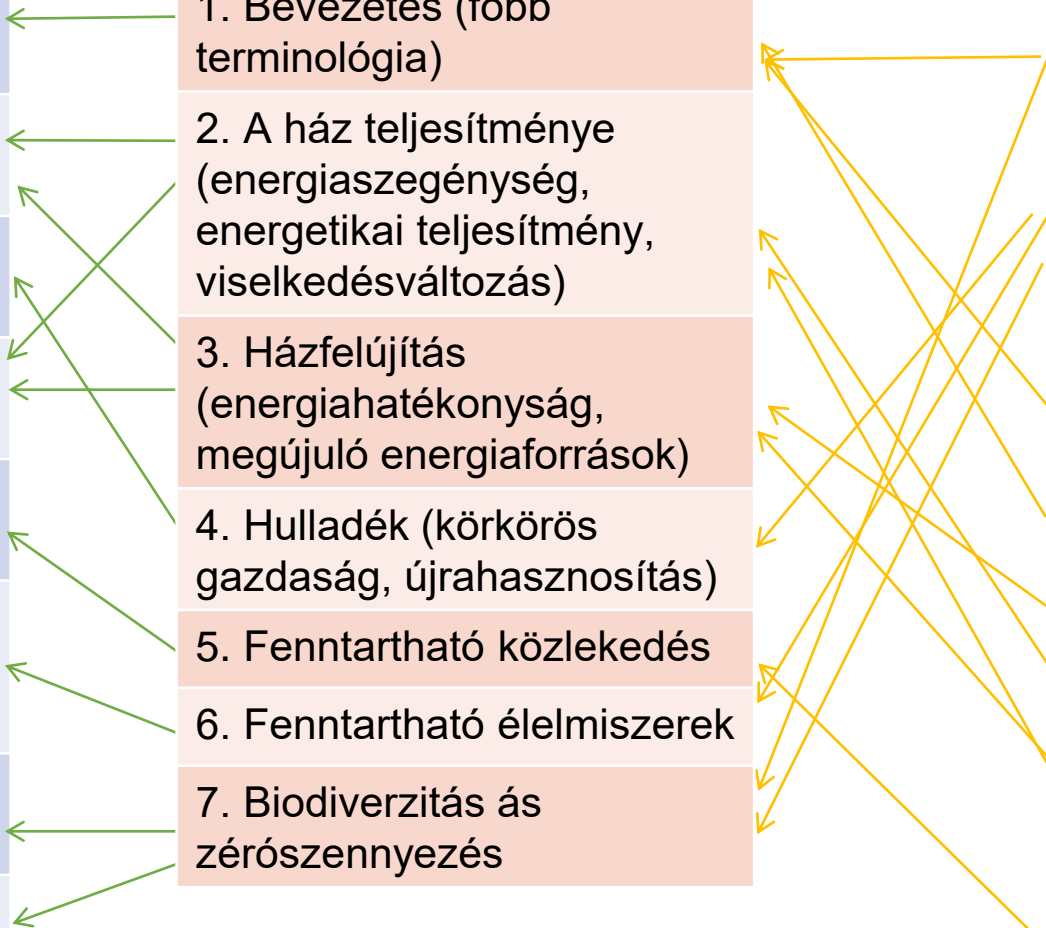 1. Bevezetés (főbb
terminológia)
2. A ház teljesítménye
(energiaszegénység,
energetikai teljesítmény,
viselkedésváltozás)
3. Házfelújítás
(energiahatékonyság,
megújuló energiaforrások)
4. Hulladék (körkörös
gazdaság, újrahasznosítás)
5. Fenntartható közlekedés
6. Fenntartható élelmiszerek
7. Biodiverzitás ás
zérószennyezés